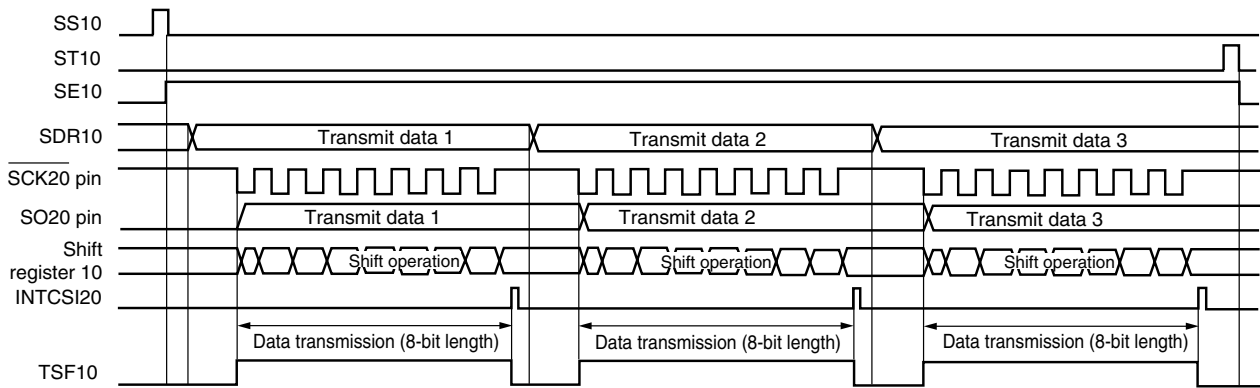 SS10
ST10
SE10
SDR10 Transmit data 1 Transmit data 2 Transmit data 3
SCK20 pin
SO20 pin Transmit data 1 Transmit data 2 Transmit data 3
Shift
register 10 Shift operation Shift operation Shift operation
INTCSI20
Data transmission (8-bit length) Data transmission (8-bit length) Data transmission (8-bit length)
TSF10